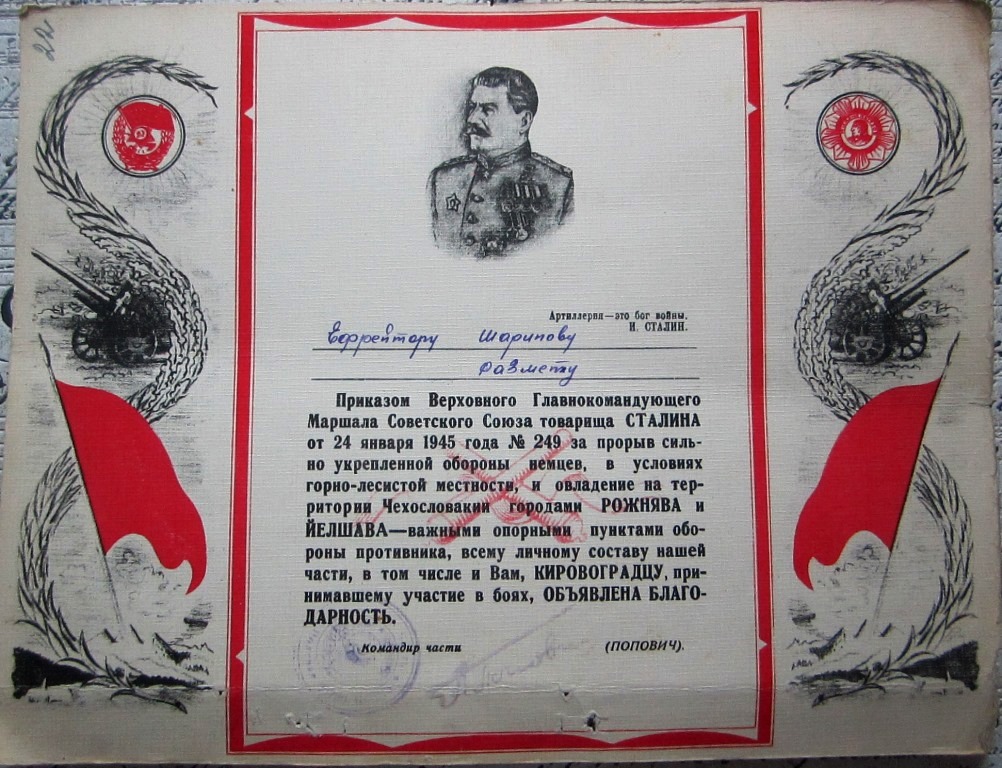 22
Артиллерия—это бог войны.
И. СТАЛИН.
Ефрейтору Шарипову
Фазмету
Приказом Верховного Главнокомандующего
Маршала Советского Союза товарища СТАЛИНА
от 24 января 1945 года № 249 за прорыв силь-
но укрепленной обороны немцев, в условиях
горно-лесистой местности, и овладение на тер-
ритории Чехословакии городами РОЖНЯВА и
ЙЕЛШАВА—важными опорными пунктами обо-
роны противника, всему личному составу нашей
части, в том числе и Вам, КИРОВОГРАДЦУ, при-
нимавшему участие в боях, ОБЪЯВЛЕНА БЛАГО-
ДАРНОСТЬ.
Командир части (ПОПОВИЧ).